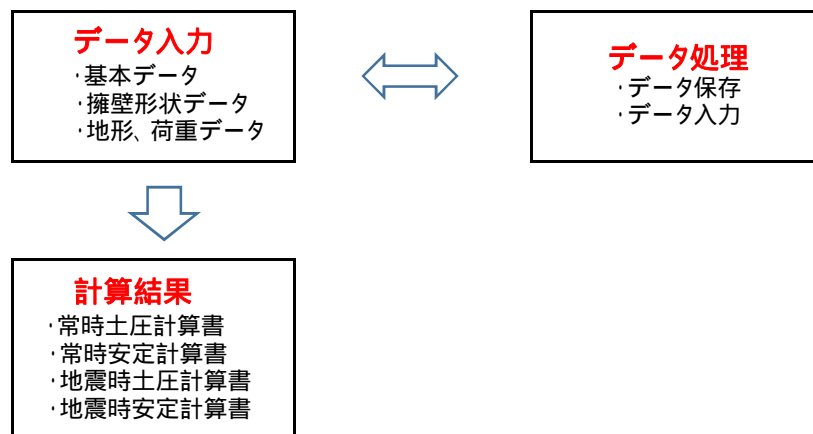 データ入力
・基本データ
・擁壁形状データ
・地形、荷重データ
データ処理
・データ保存
・データ入力
計算結果
・常時土圧計算書
・常時安定計算書
・地震時土圧計算書
・地震時安定計算書